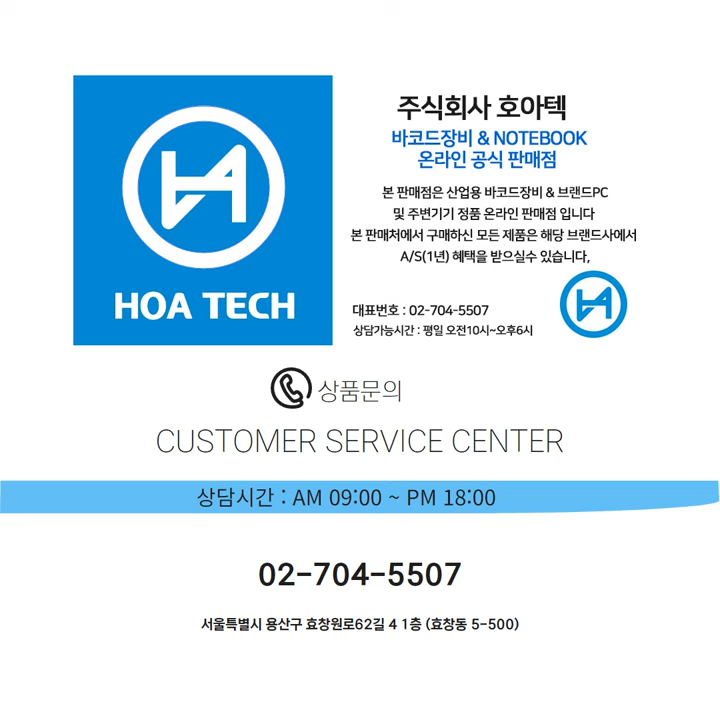 HOA TECH
주식회사 호아텍
바코드장비 & NOTEBOOK
온라인 공식 판매점
본 판매점은 산업용 바코드장비 & 브랜드PC
및 주변기기 정품 온라인 판매점 입니다
본 판매처에서 구매하신 모든 제품은 해당 브랜드사에서
A/S(1년) 혜택을 받으실수 있습니다,
대표번호 : 02-704-5507
상담가능시간 : 평일 오전10시~오후6시
상품문의
CUSTOMER SERVICE CENTER
상담시간 : AM 09:00 ~ PM 18:00
02-704-5507
서울특별시 용산구 효창원로62길 4 1층 (효창동 5-500)